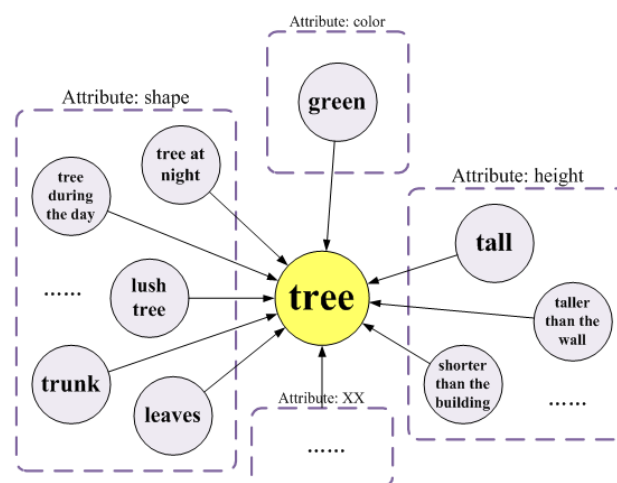 Attribute: color
green
Attribute: shape
tree at
night
tree
during
the day
......
lush
tree
trunk
leaves
tree
Attribute: height
tall
taller
than the
wall
shorter
than the
building
......
Attribute: XX
......